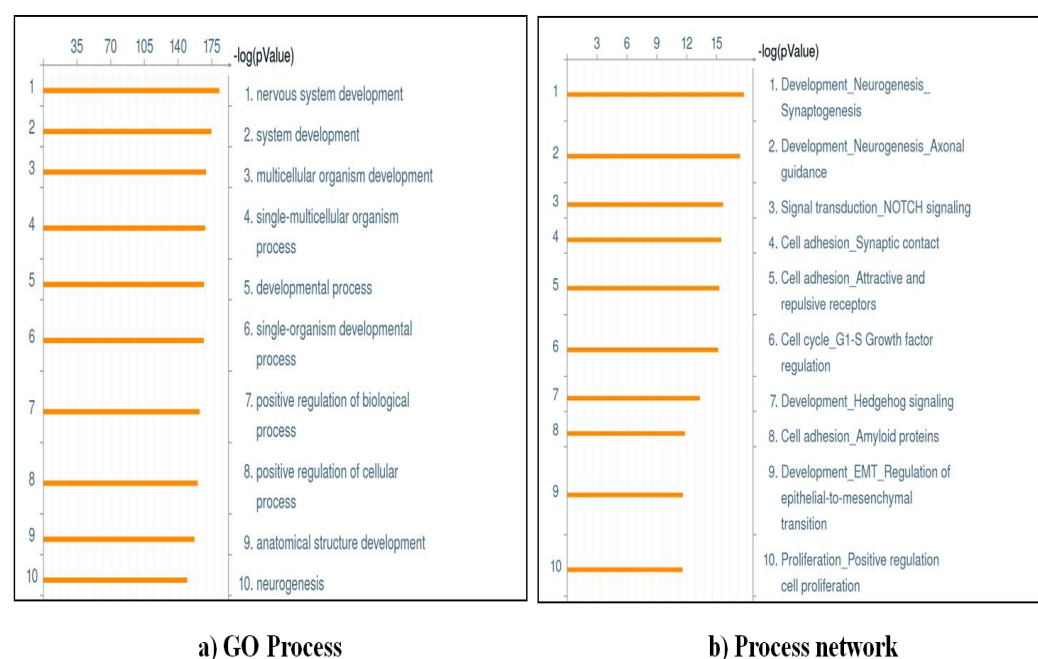 35 70 105 140 175
-log(pValue)
1
2
3
4
5
6
7
8
9
10
1. nervous system development
2. system development
3. multicellular organism development
4. single-multicellular organism
process
5. developmental process
6. single-organism developmental
process
7. positive regulation of biological
process
8. positive regulation of cellular
process
9. anatomical structure development
10. neurogenesis
a) GO Process
3 6 9 12 15
-log(pValue)
1
2
3
4
5
6
7
8
9
10
1. Development_Neurogenesis_
Synaptogenesis
2. Development_Neurogenesis_Axonal
guidance
3. Signal transduction_NOTCH signaling
4. Cell adhesion_Synaptic contact
5. Cell adhesion_Attractive and
repulsive receptors
6. Cell cycle_G1-S Growth factor
regulation
7. Development_Hedgehog signaling
8. Cell adhesion_Amyloid proteins
9. Development_EMT_Regulation of
epithelial-to-mesenchymal
transition
10. Proliferation_Positive regulation
cell proliferation
b) Process network